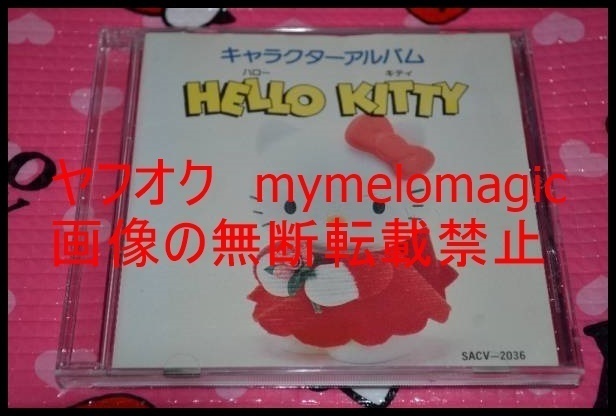 キャラクターアルバム
ハロー キティ
HELLO KITTY
ヤフオク mymelomagic
画像の無断転載禁止
SACV-2036